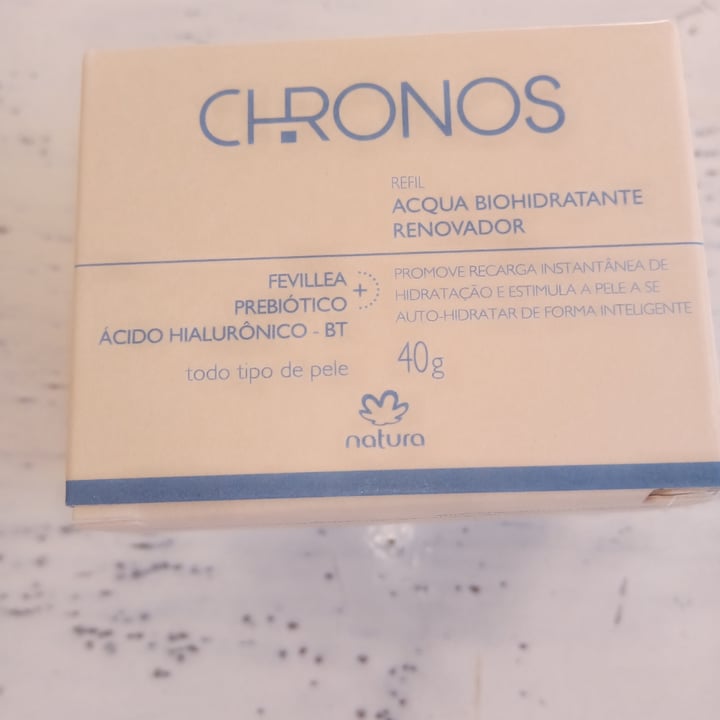 CHRONOS
REFIL
ACQUA BIOHIDRATANTE
RENOVADOR
FEVILLEA
PREBIÓTICO
ÁCIDO HIALURÔNICO - BT
todo tipo de pele
+
PROMOVE RECARGA INSTANTÂNEA DE
HIDRATAÇÃO E ESTIMULA A PELE A SE
AUTO-HIDRATAR DE FORMA INTELIGENTE
40g
natura